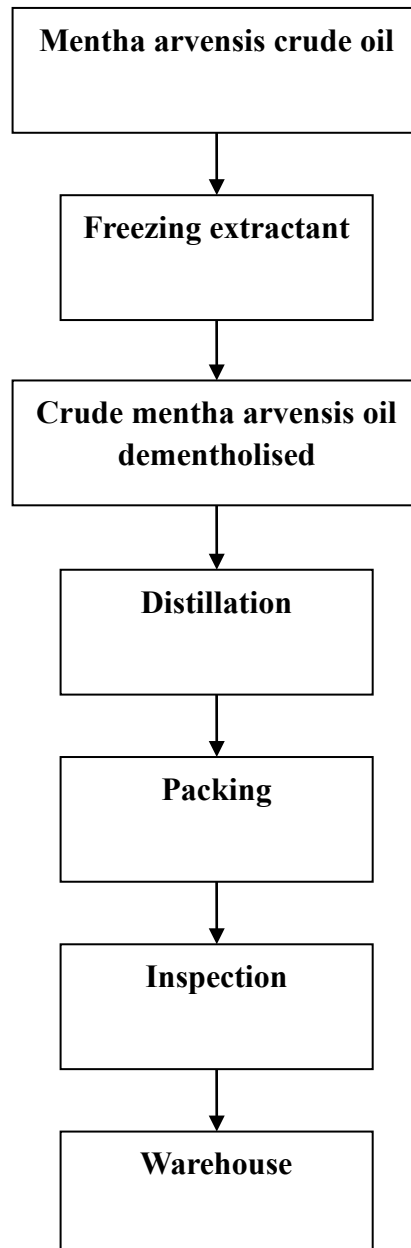 Mentha arvensis crude oil
Freezing extractant
Crude mentha arvensis oil
dementholised
Distillation
Packing
Inspection
Warehouse